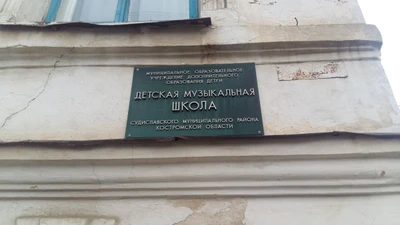 МУНИЦИПАЛЬНОЕ ОБРАЗОВАТЕЛЬНОЕ
УЧРЕЖДЕНИЕ ДОПОЛНИТЕЛЬНОГО
ОБРАЗОВАНИЯ ДЕТЕЙ
ДЕТСКАЯ МУЗЫКАЛЬНАЯ
ШКОЛА
СУДИСЛАВСКОГО МУНИЦИПАЛЬНОГО РАЙОНА
КОСТРОМСКОЙ ОБЛАСТИ